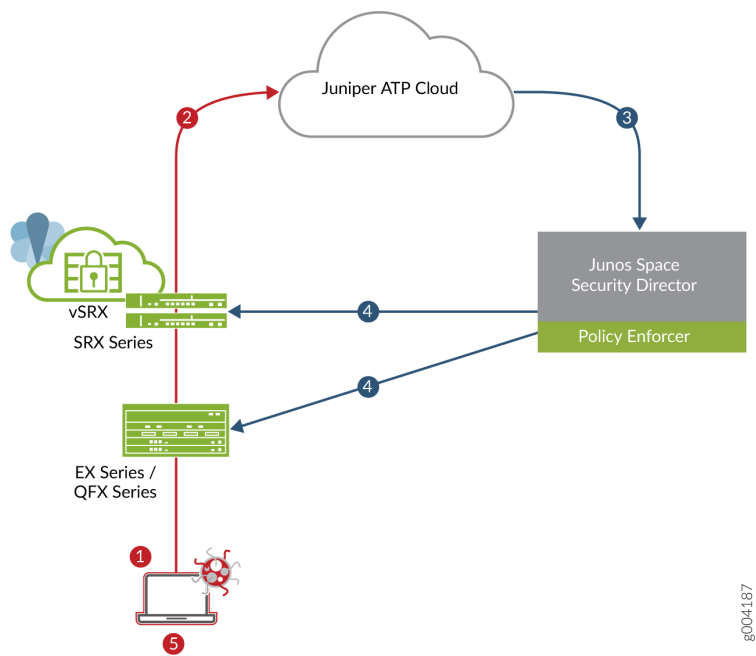 Juniper ATP Cloud
2
3
Junos Space
Security Director
Policy Enforcer
vSRX
SRX Series
4
4
EX Series /
QFX Series
1
5
g004187